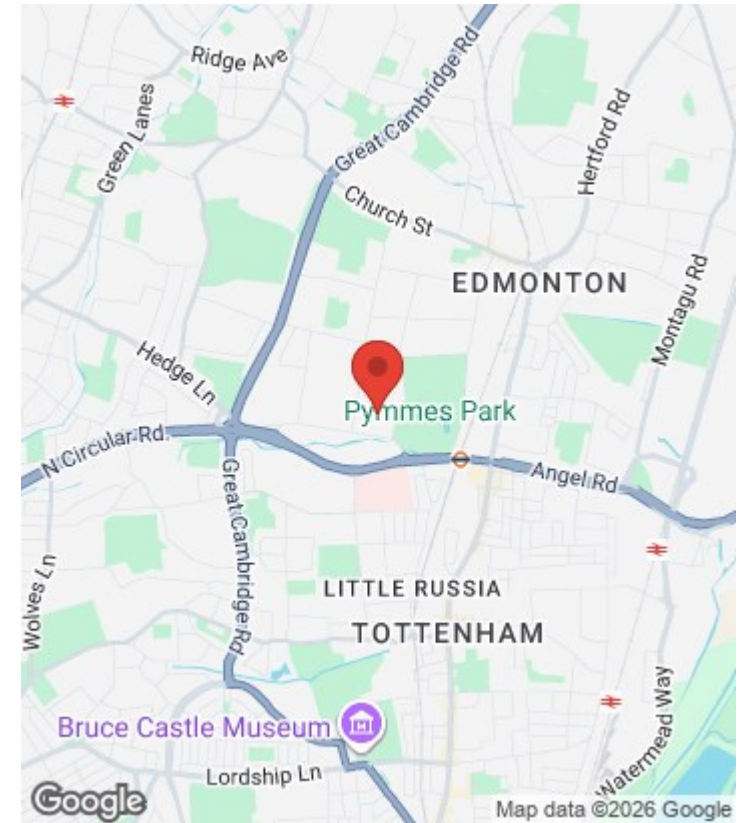 Ridge Ave
Great Cambridge Rd
Green Lanes
Hertford Rd
Church St
EDMONTON
Montagu Rd
Hedge Ln
Pymmes Park
N Circular Rd.
Angel Rd
Great Cambridge Rd
Wolves Ln
LITTLE RUSSIA
TOTTENHAM
Watermead Way
Bruce Castle Museum
Lordship Ln
Google
Map data ©2026 Google